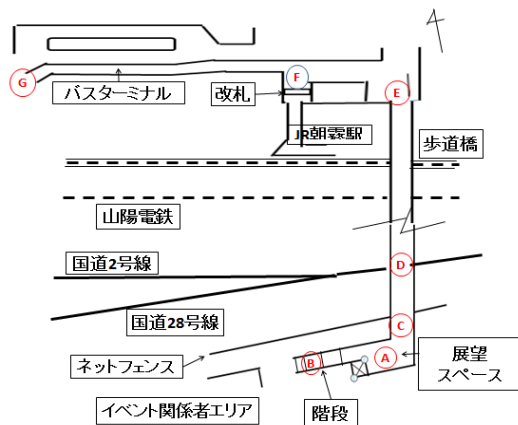 F
G
E
バスターミナル
改札
JR朝霧駅
歩道橋
山陽電鉄
国道2号線
D
国道28号線
C
ネットフェンス
B
A
展望
スペース
イベント関係者エリア
階段